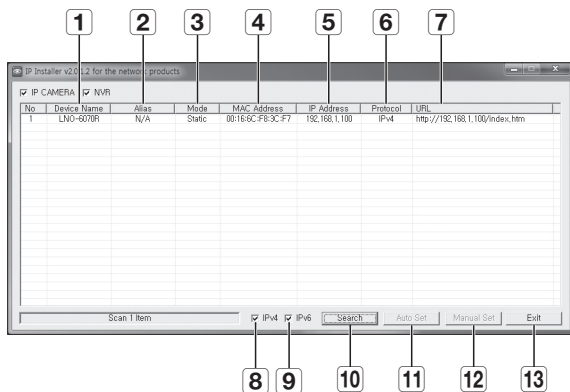 1 2 3 4 5 6 7
IP Installer v2.0.1.2 for the network products
IP CAMERA NVR
No Device Name Alias Mode MAC Address IP Address Protocol URL
1 LNO-6070R N/A Static 00:16:6C:F8:3C:F7 192,168,1,100 IPv4 http://192,168,1,100/index,htm
Scan 1 Item IPv4 IPv6 Search Auto Set Manual Set Exit
8 9 10 11 12 13